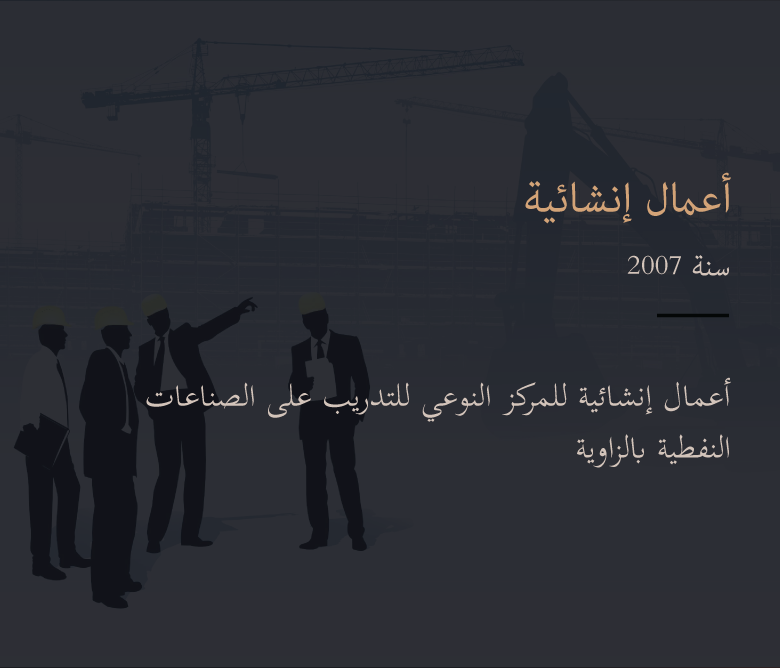 أعمال إنشائية
سنة 2007
أعمال إنشائية للمركز النوعي للتدريب على الصناعات
النفطية بالزاوية